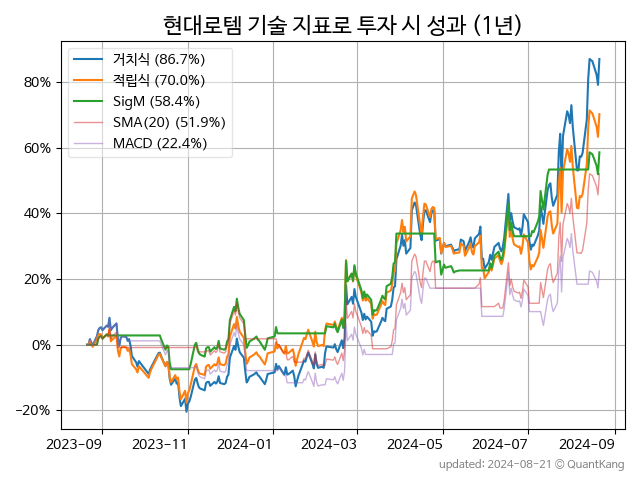 현대로템 기술 지표로 투자 시 성과 (1년)
거치식 (86.7%)
적립식 (70.0%)
SigM (58.4%)
SMA(20) (51.9%)
MACD (22.4%)
80%
60%
40%
20%
0%
−20%
2023-09 2023-11 2024-01 2024-03 2024-05 2024-07 2024-09
updated: 2024-08-21 © QuantKang